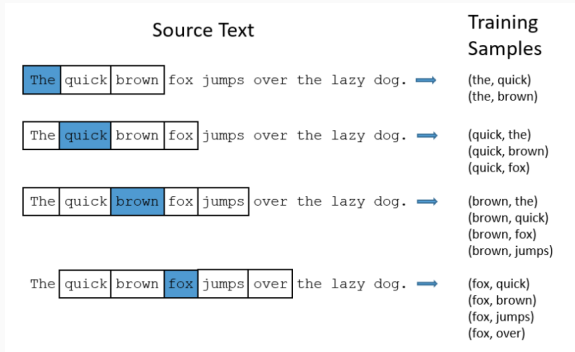 Source Text
Training
Samples
The quick brown fox jumps over the lazy dog.
(the, quick)
(the, brown)
The quick brown fox jumps over the lazy dog.
(quick, the)
(quick, brown)
(quick, fox)
The quick brown fox jumps over the lazy dog.
(brown, the)
(brown, quick)
(brown, fox)
(brown, jumps)
The quick brown fox jumps over the lazy dog.
(fox, quick)
(fox, brown)
(fox, jumps)
(fox, over)